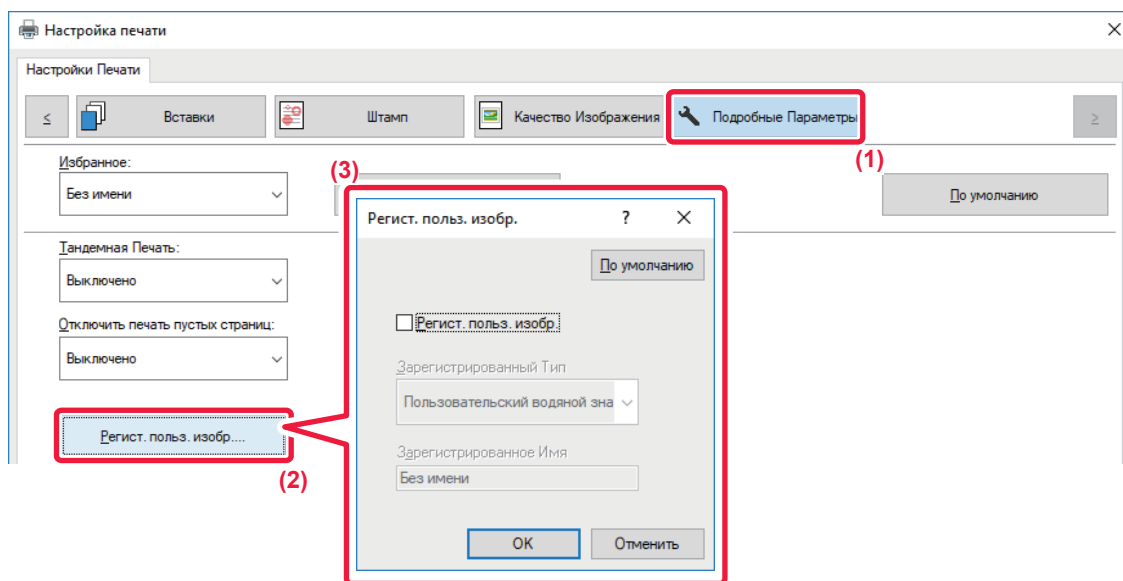 Настройка печати
Настройки Печати
<
Вставки
Штамп
Качество Изображения
Подробные Параметры
>
(1)
Избранное:
Без имени
(3)
По умолчанию
Тандемная Печать:
Выключено
Отключить печать пустых страниц:
Выключено
Регист. польз. изобр....
(2)
Регист. польз. изобр.
?
По умолчанию
Регист. польз. изобр.
Зарегистрированный Тип
Пользовательский водяной зна
Зарегистрированное Имя
Без имени
OK
Отменить